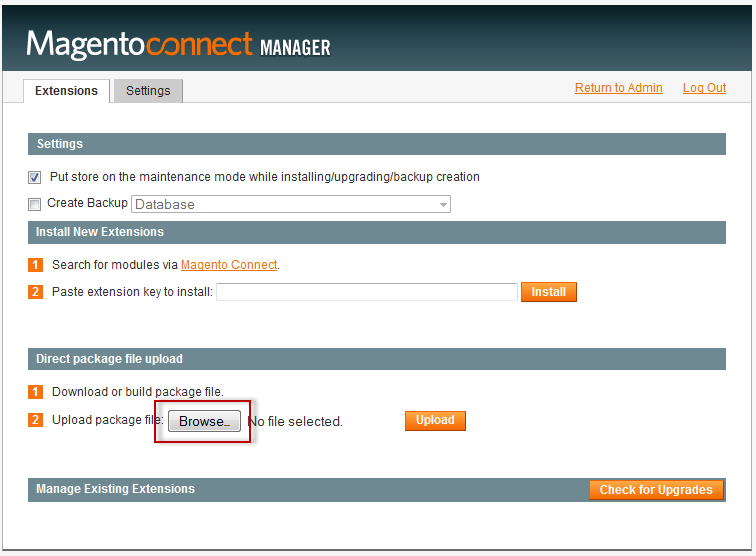 Magentoconnect MANAGER
Extensions Settings Return to Admin Log Out
Settings
Put store on the maintenance mode while installing/upgrading/backup creation
Create Backup Database
Install New Extensions
1 Search for modules via Magento Connect.
2 Paste extension key to install: Install
Direct package file upload
1 Download or build package file.
2 Upload package file: Browse... No file selected. Upload
Manage Existing Extensions Check for Upgrades